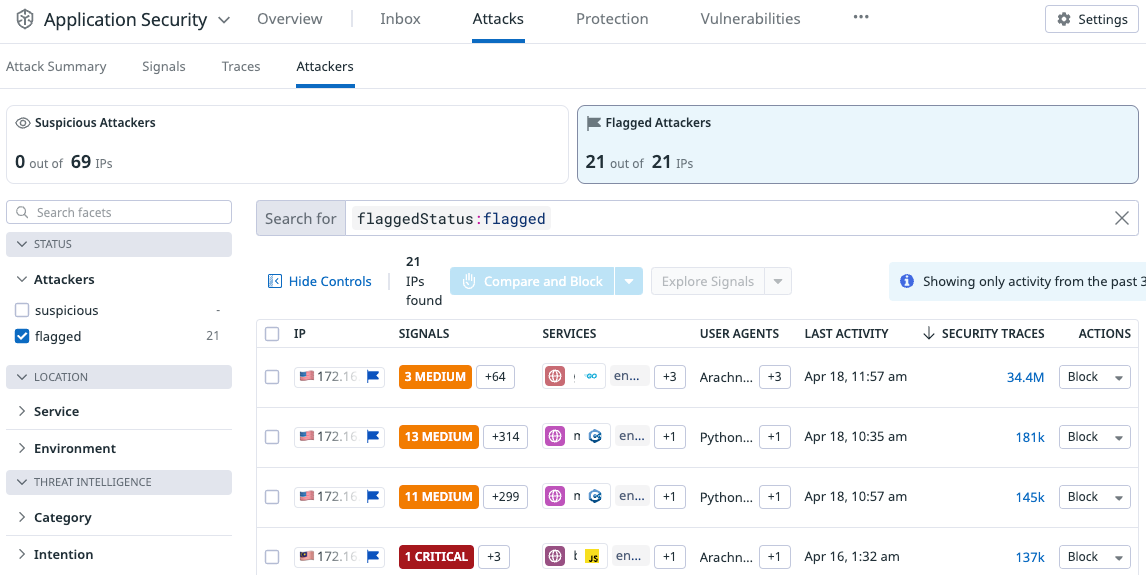 Application Security Overview Inbox Attacks Protection Vulnerabilities ••• Settings
Attack Summary Signals Traces Attackers
Suspicious Attackers
0 out of 69 IPs
Flagged Attackers
21 out of 21 IPs
Search facets
Search for flaggedStatus:flagged
STATUS
Attackers
suspicious -
flagged 21
LOCATION
Service
Environment
THREAT INTELLIGENCE
Category
Intention
Hide Controls
21
IPs
found
Compare and Block Explore Signals
Showing only activity from the past 3
IP SIGNALS SERVICES USER AGENTS LAST ACTIVITY SECURITY TRACES ACTIONS
172.16 3 MEDIUM +64 en... +3 Arachn... +3 Apr 18, 11:57 am 34.4M Block
172.16 13 MEDIUM +314 en... +1 Python... +1 Apr 18, 10:35 am 181k Block
172.16 11 MEDIUM +299 en... +1 Python... +1 Apr 18, 10:57 am 145k Block
172.16 1 CRITICAL +3 JS en... +1 Arachn... +1 Apr 16, 1:32 am 137k Block